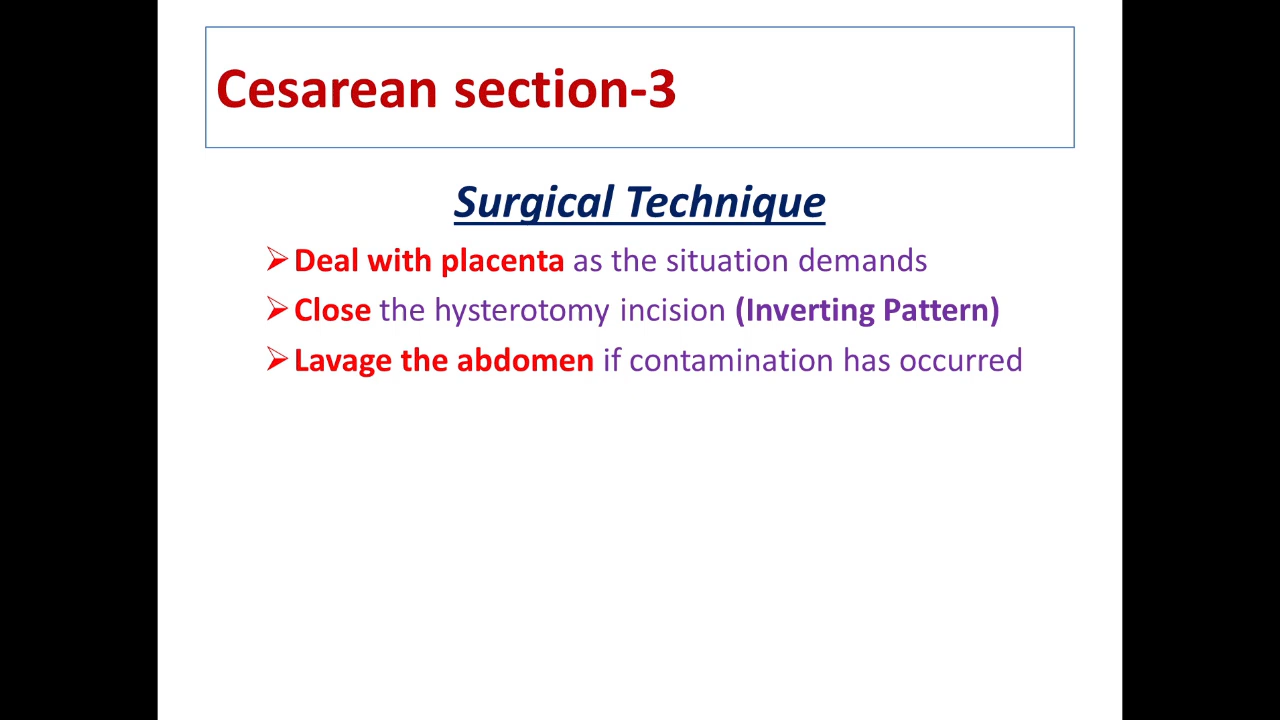 Cesarean section-3
Surgical Technique
Deal with placenta as the situation demands
Close the hysterotomy incision (Inverting Pattern)
Lavage the abdomen if contamination has occurred